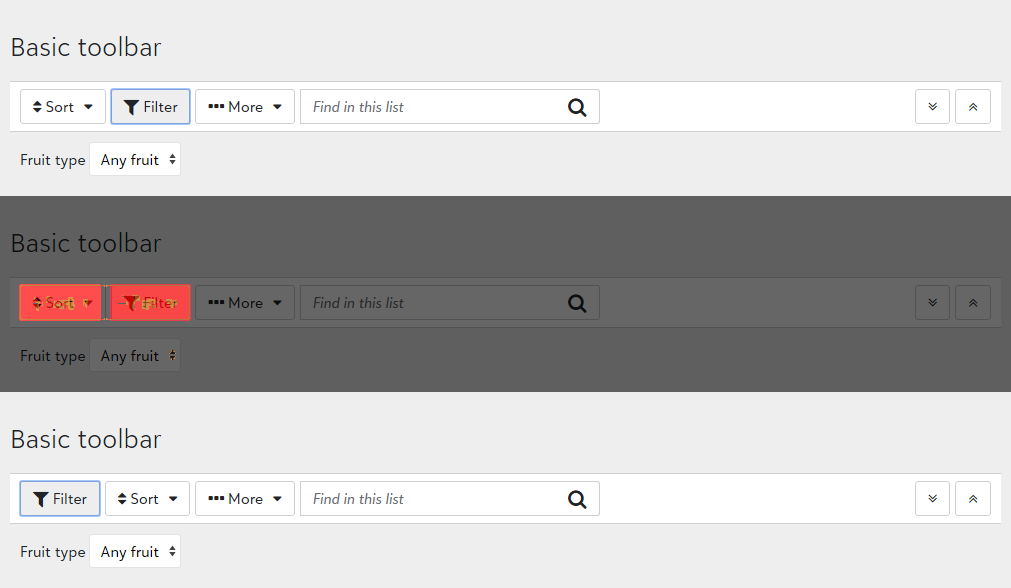 Basic toolbar
Sort Filter More Find in this list
Fruit type Any fruit
Basic toolbar
Sort Filter More Find in this list
Fruit type Any fruit
Basic toolbar
Filter Sort More Find in this list
Fruit type Any fruit